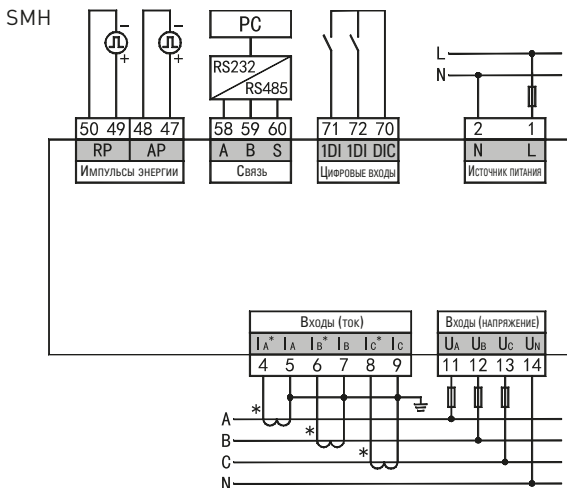 SMH
PC
RS232
RS485
L
N
50 49 48 47
58 59 60
71 72 70
2 1
RP AP
A B S
1DI 1DI DIC
N L
Импульсы энергии
Связь
Цифровые входы
Источник питания
Входы (ток)
Входы (напряжение)
IA* IA IB* IB IC* IC
UA UB UC UN
4 5 6 7 8 9
11 12 13 14
A
B
C
N